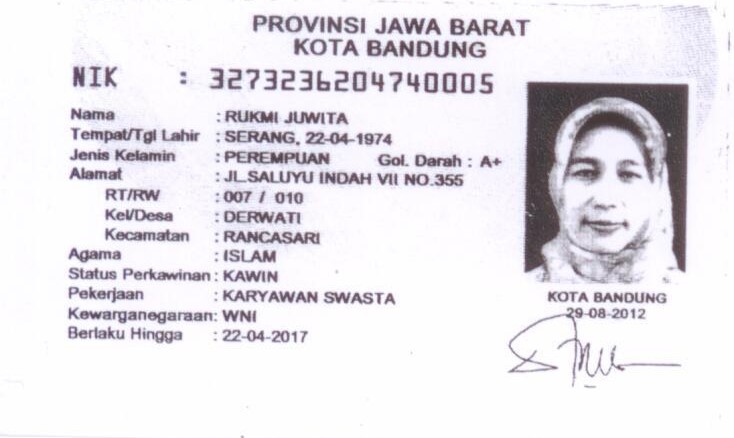 PROVINSI JAWA BARAT
KOTA BANDUNG
NIK : 3273236204740005
Nama : RUKMI JUWITA
Tempat/Tgl Lahir : SERANG, 22-04-1974
Jenis Kelamin : PEREMPUAN Gol. Darah : A+
Alamat : JL.SALUYU INDAH VII NO.355
RT/RW : 007 / 010
Kel/Desa : DERWATI
Kecamatan : RANCASARI
Agama : ISLAM
Status Perkawinan : KAWIN
Pekerjaan : KARYAWAN SWASTA
Kewarganegaraan: WNI
Berlaku Hingga : 22-04-2017
KOTA BANDUNG
29-08-2012